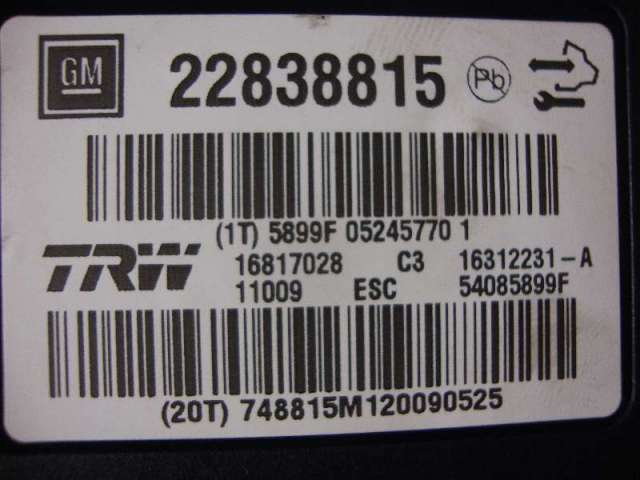 GM 22838815 Pb
(1T) 5899F 05245770 1
TRW 16817028 C3 16312231-A
11009 ESC 54085899F
(20T) 748815M120090525